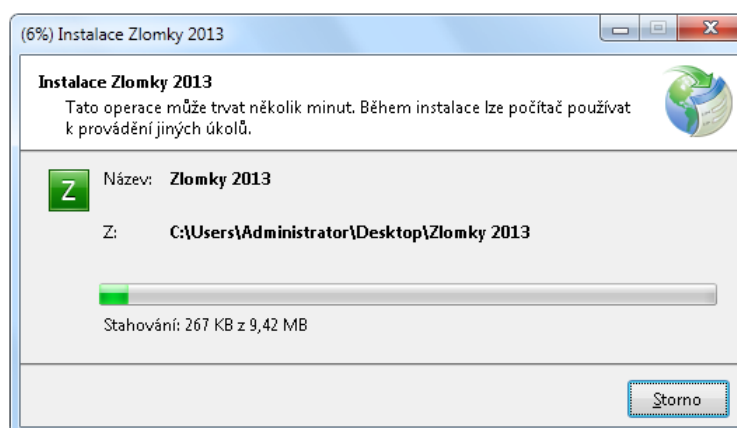 (6%) Instalace Zlomky 2013
Instalace Zlomky 2013
Tato operace může trvat několik minut. Během instalace lze počítač používat
k provádění jiných úkolů.
Z
Název: Zlomky 2013
Z: C:\Users\Administrator\Desktop\Zlomky 2013
Stahování: 267 KB z 9,42 MB
Storno